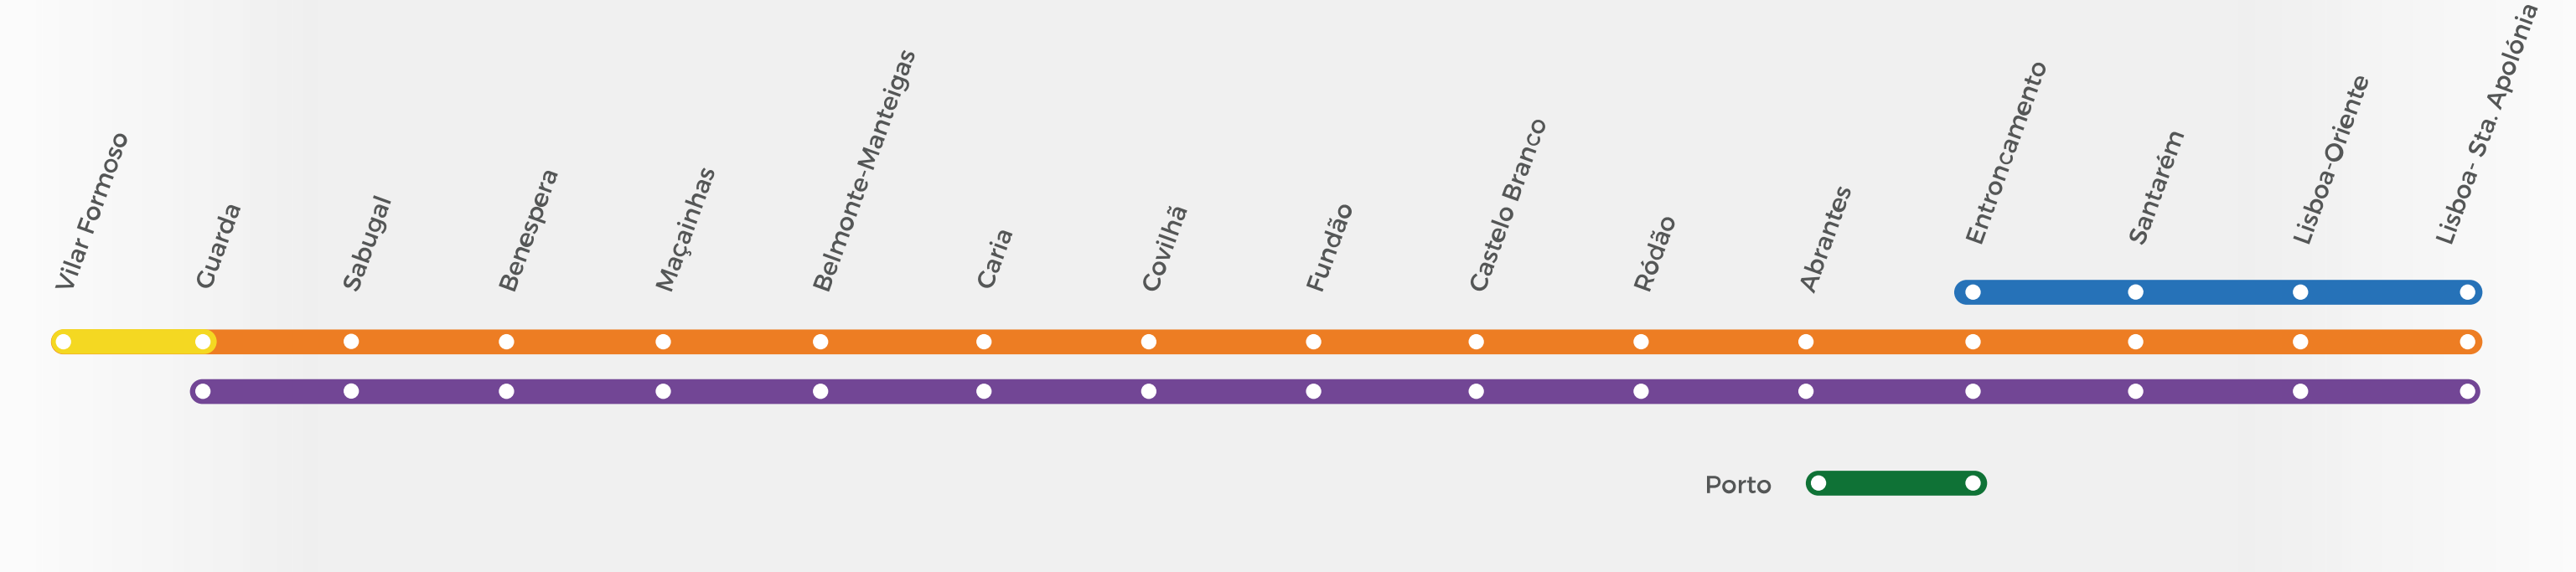 Vilar Formoso
Guarda
Sabugal
Benespera
Maçainhas
Belmonte-Manteigas
Caria
Covilhã
Fundão
Castelo Branco
Ródão
Abrantes
Entroncamento
Santarém
Lisboa-Oriente
Lisboa- Sta. Apolónia
Porto